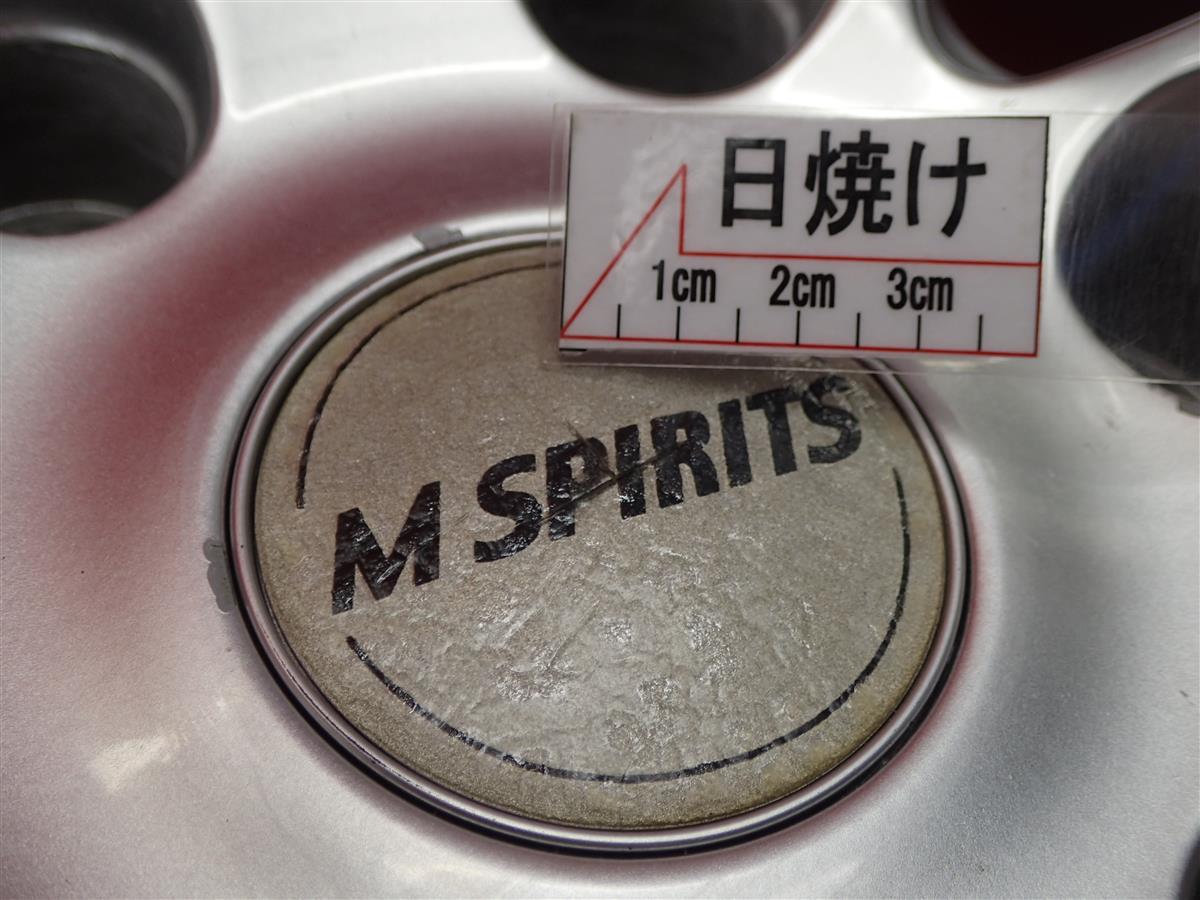 日焼け
1cm 2cm 3cm
M SPIRITS